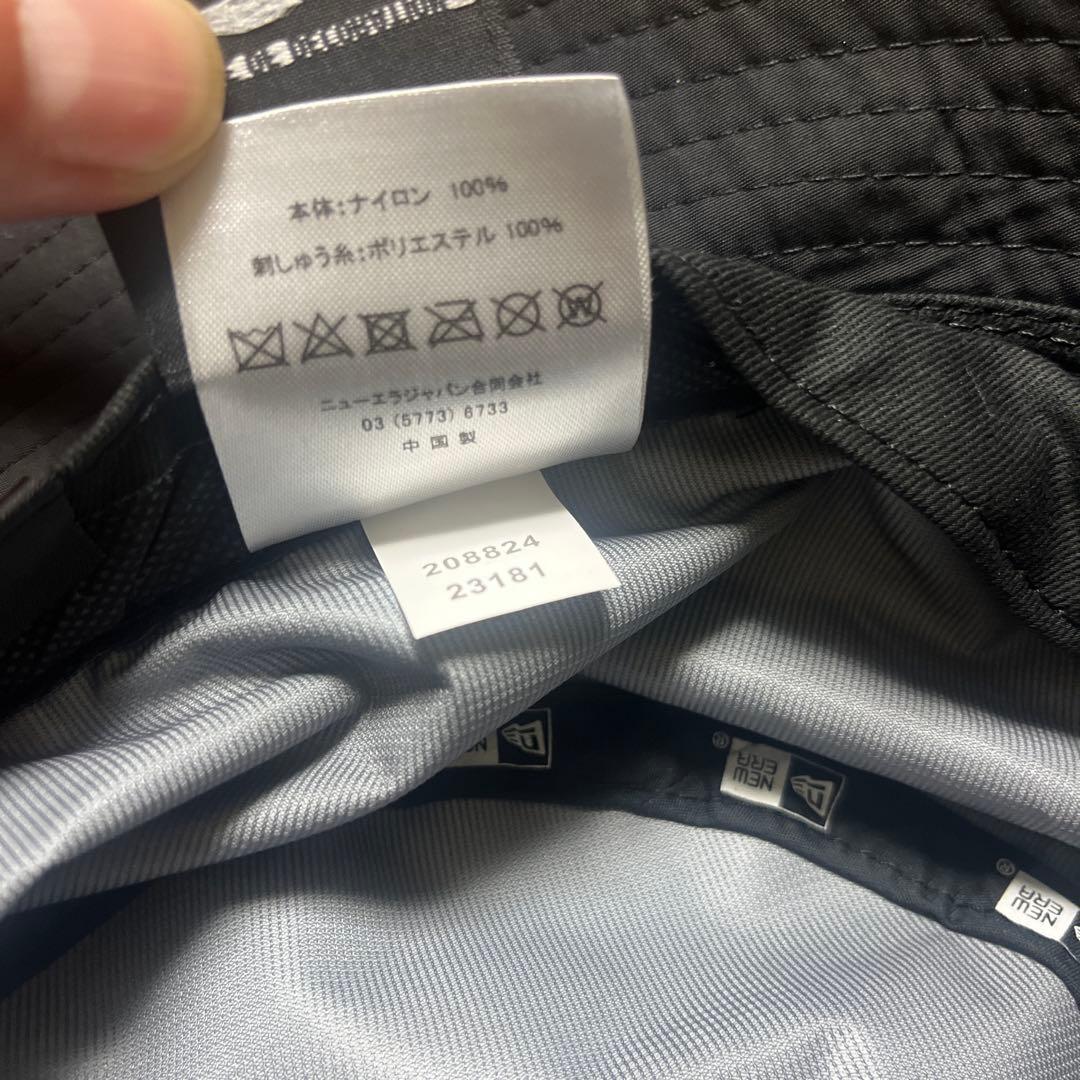 本体:ナイロン 100%
刺しゅう糸:ポリエステル 100%
ニューエラジャパン合同会社
03 (5773) 6733
中国製
208824
23181
NEW ERA
®
NEW ERA
®